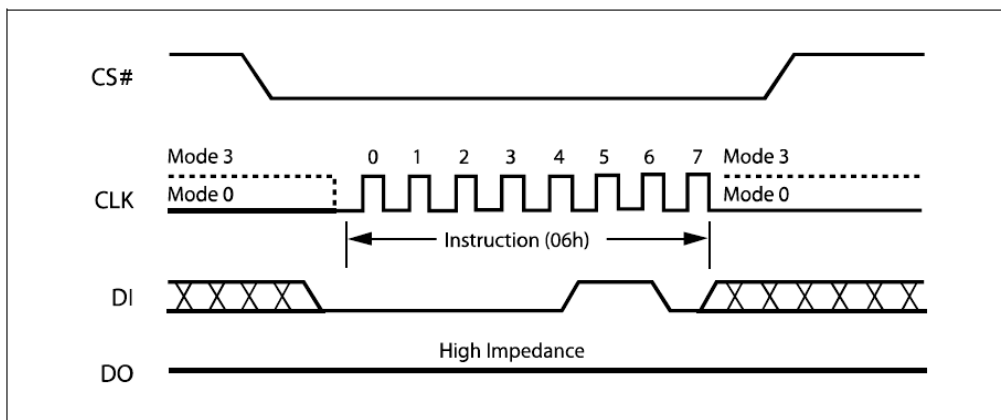 CS#
Mode 3 0 1 2 3 4 5 6 7 Mode 3
CLK Mode 0 Mode 0
Instruction (06h)
DI
High Impedance
DO